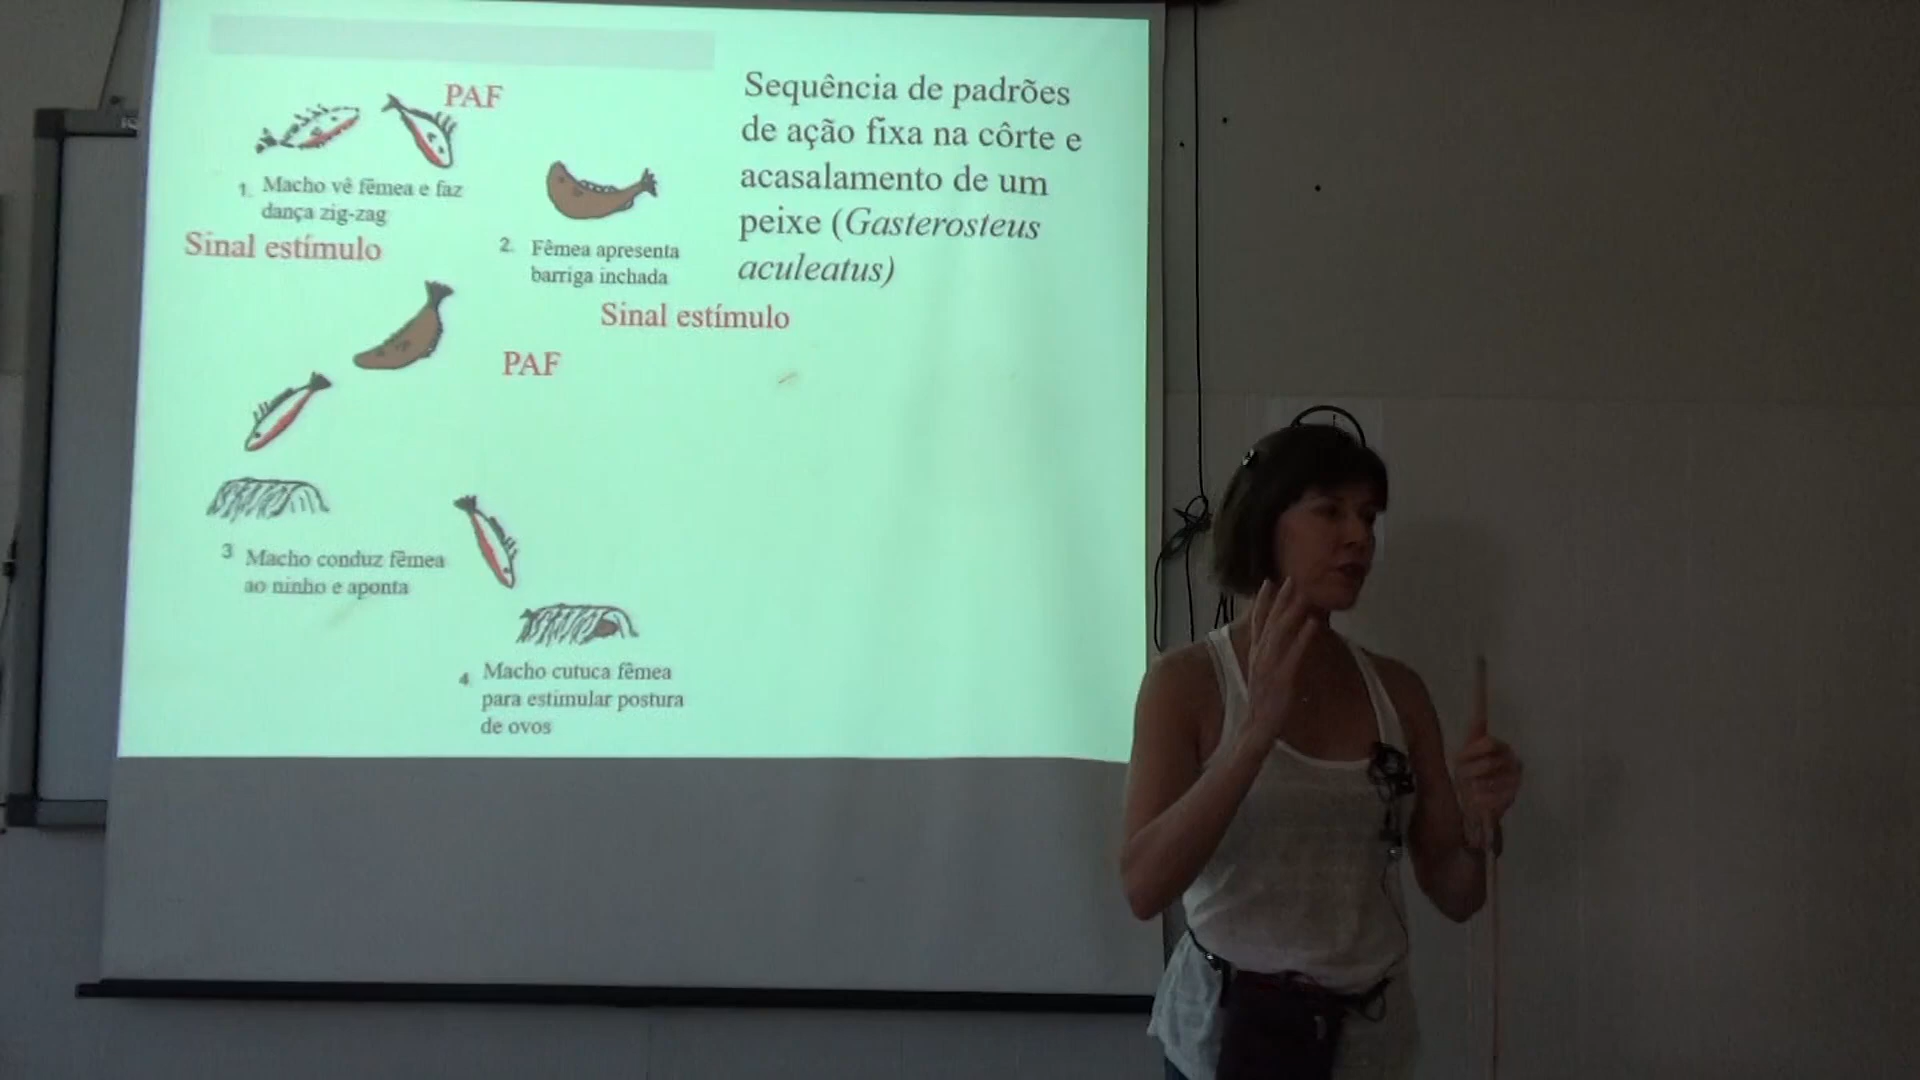 PAF
1. Macho vê fêmea e faz
dança zig-zag
Sinal estímulo
2. Fêmea apresenta
barriga inchada
Sinal estímulo
PAF
3 Macho conduz fêmea
ao ninho e aponta
4. Macho cutuca fêmea
para estimular postura
de ovos
Sequência de padrões
de ação fixa na côrte e
acasalamento de um
peixe (Gasterosteus
aculeatus)